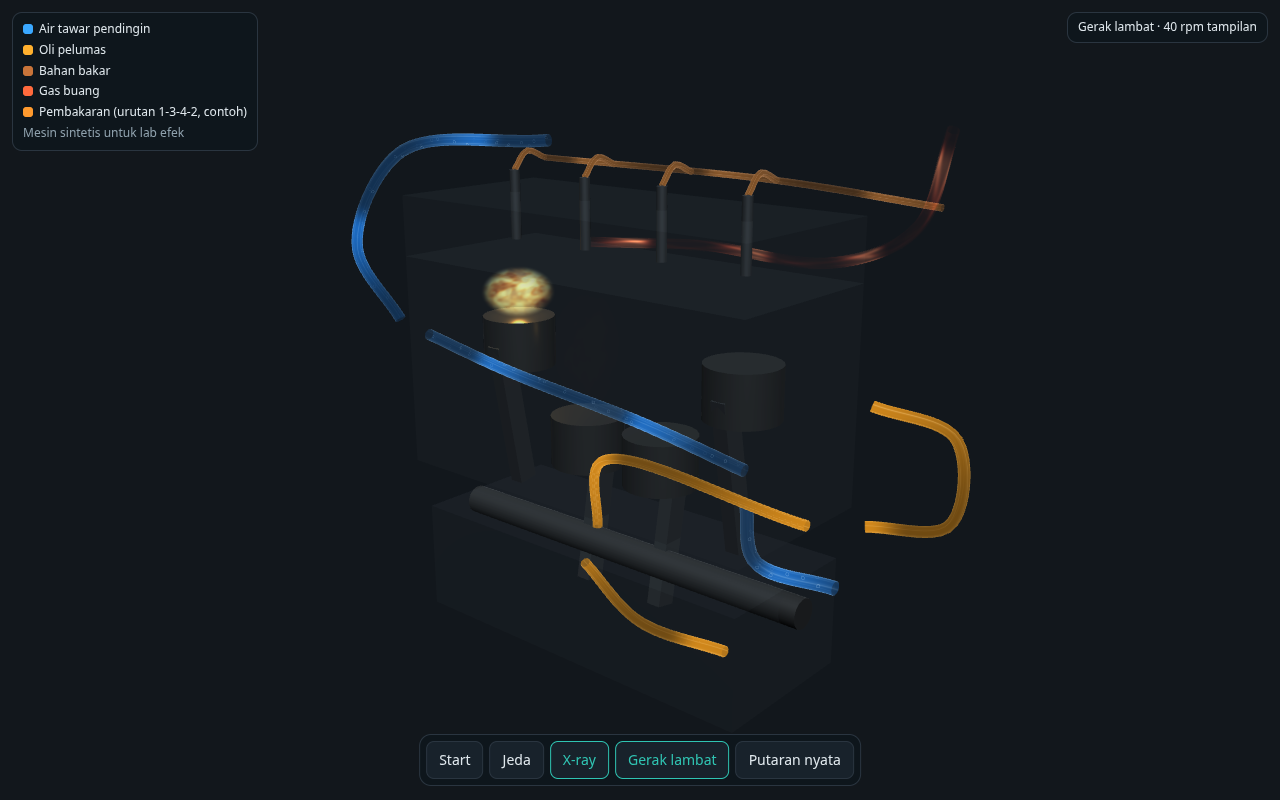 Air tawar pendingin
Oli pelumas
Bahan bakar
Gas buang
Pembakaran (urutan 1-3-4-2, contoh)
Mesin sintetis untuk lab efek
Gerak lambat · 40 rpm tampilan
Start
Jeda
X-ray
Gerak lambat
Putaran nyata